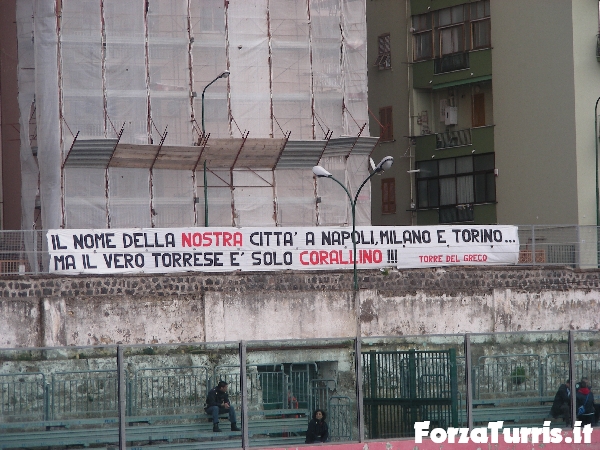 IL NOME DELLA NOSTRA CITTA' A NAPOLI, MILANO E TORINO...
MA IL VERO TORRESE E' SOLO CORALLINO !!! TORRE DEL GRECO
ForzaTurris.it